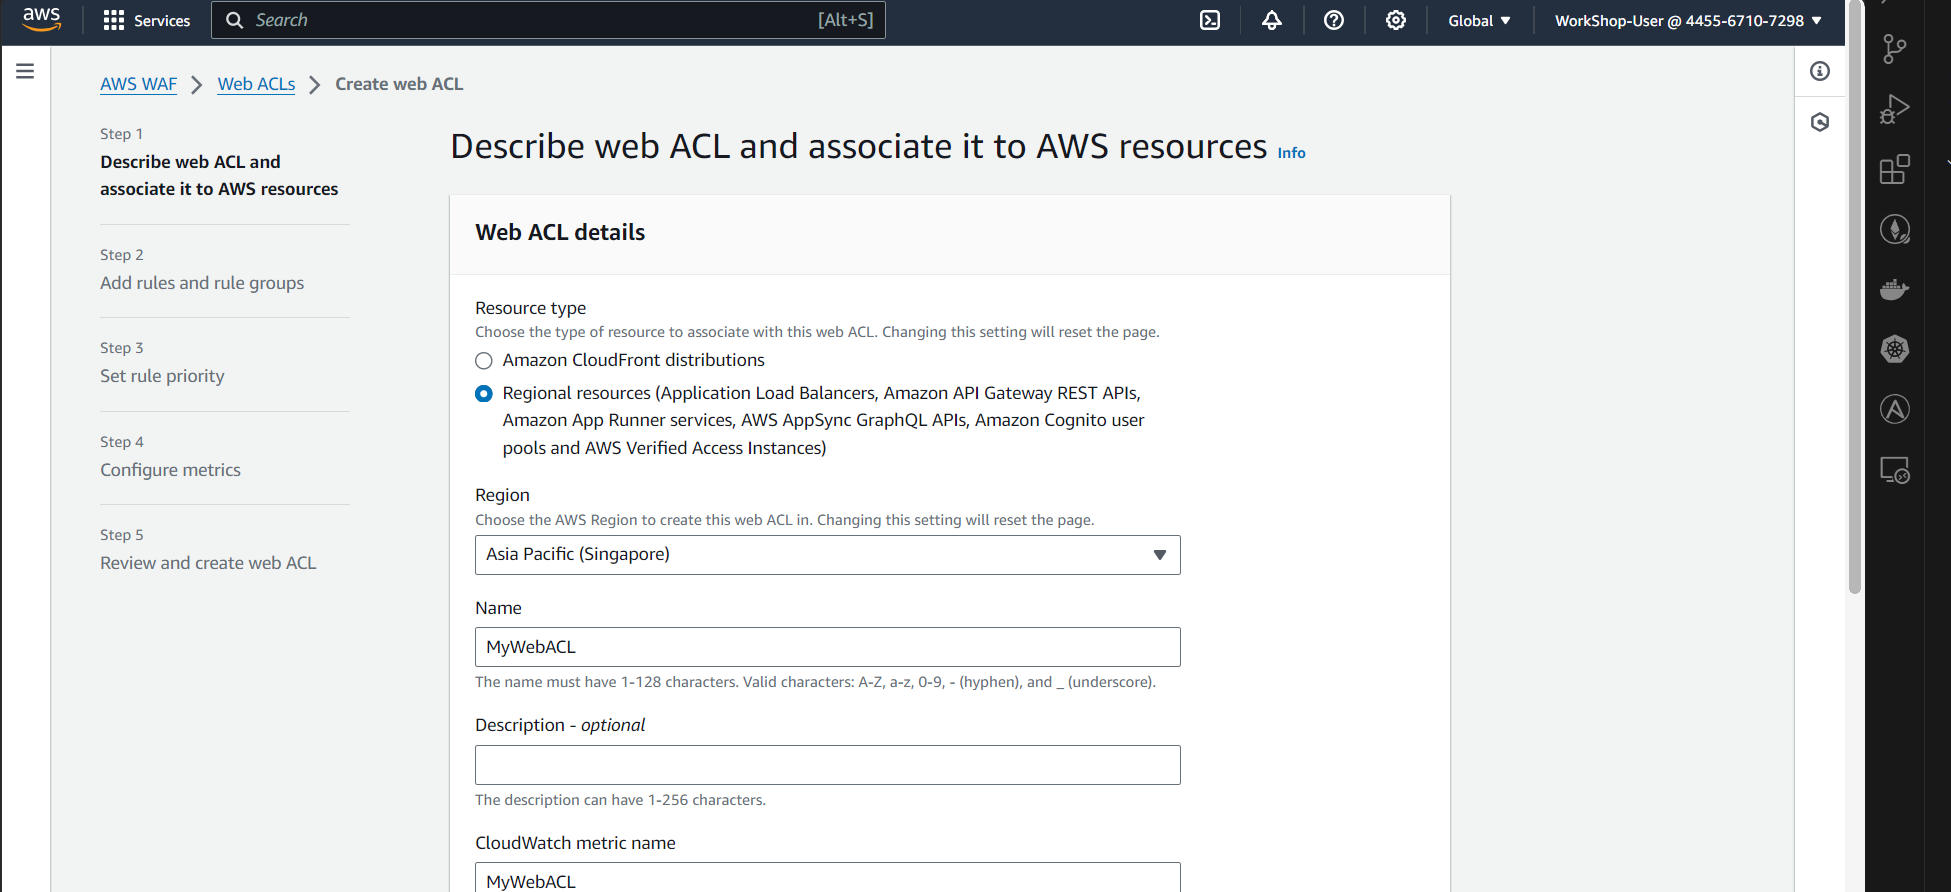 aws
Services
Search
[Alt+S]
Global
WorkShop-User @ 4455-6710-7298
AWS WAF
Web ACLs
Create web ACL
Step 1
Describe web ACL and
associate it to AWS resources
Step 2
Add rules and rule groups
Step 3
Set rule priority
Step 4
Configure metrics
Step 5
Review and create web ACL
Describe web ACL and associate it to AWS resources Info
Web ACL details
Resource type
Choose the type of resource to associate with this web ACL. Changing this setting will reset the page.
Amazon CloudFront distributions
Regional resources (Application Load Balancers, Amazon API Gateway REST APIs,
Amazon App Runner services, AWS AppSync GraphQL APIs, Amazon Cognito user
pools and AWS Verified Access Instances)
Region
Choose the AWS Region to create this web ACL in. Changing this setting will reset the page.
Asia Pacific (Singapore)
Name
MyWebACL
The name must have 1-128 characters. Valid characters: A-Z, a-z, 0-9, - (hyphen), and _ (underscore).
Description - optional
The description can have 1-256 characters.
CloudWatch metric name
MyWebACL